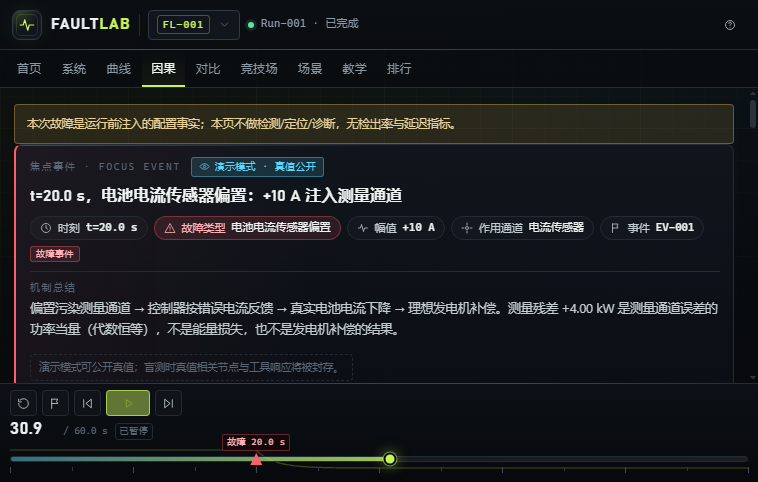 FAULTLAB FL-001 Run-001 · 已完成
首页 系统 曲线 因果 对比 竞技场 场景 教学 排行
本次故障是运行前注入的配置事实；本页不做检测/定位/诊断，无检出率与延迟指标。
焦点事件 · FOCUS EVENT 演示模式 · 真值公开
t=20.0 s，电池电流传感器偏置：+10 A 注入测量通道
时刻 t=20.0 s 故障类型 电池电流传感器偏置 幅值 +10 A 作用通道 电流传感器 事件 EV-001
故障事件
机制总结
偏置污染测量通道 → 控制器按错误电流反馈 → 真实电池电流下降 → 理想发电机补偿。测量残差 +4.00 kW 是测量通道误差的
功率当量（代数恒等），不是能量损失，也不是发电机补偿的结果。
演示模式可公开真值；盲测时真值相关节点与工具响应将被封存。
30.9 / 60.0 s 已暂停
故障 20.0 s